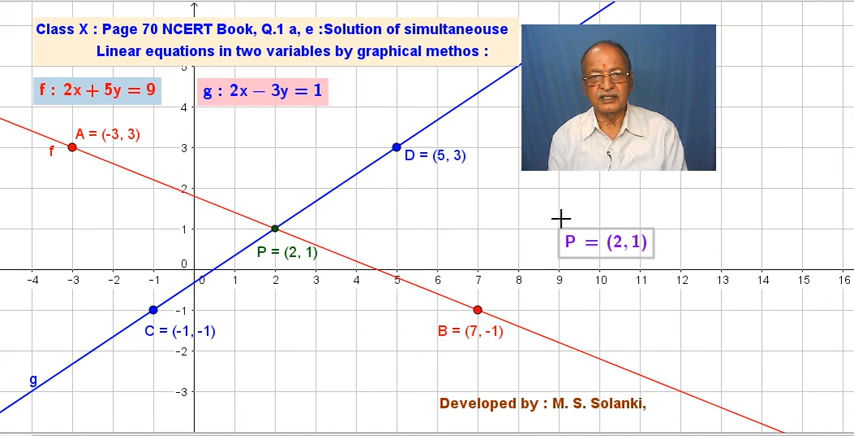 Class X : Page 70 NCERT Book, Q.1 a, e :Solution of simultaneouse
Linear equations in two variables by graphical methos :
5
f : 2x + 5y = 9
g : 2x − 3y = 1
4
A = (-3, 3)
f
3
D = (5, 3)
2
1
P = (2, 1)
P = (2, 1)
0
-4 -3 -2 -1 0 1 2 3 4 5 6 7 8 9 10 11 12 13 14 15 16
-1
C = (-1, -1)
B = (7, -1)
-2
g
-3
Developed by : M. S. Solanki,